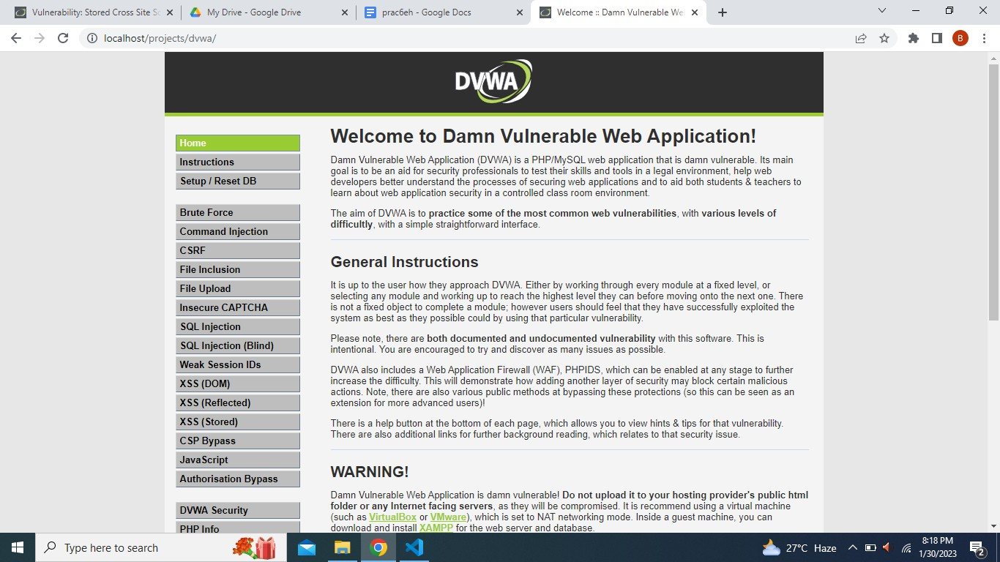 Vulnerability: Stored Cross Site Sc
My Drive - Google Drive
prac6eh - Google Docs
Welcome :: Damn Vulnerable We
localhost/projects/dvwa/
B
DVWA
Home
Instructions
Setup / Reset DB
Brute Force
Command Injection
CSRF
File Inclusion
File Upload
Insecure CAPTCHA
SQL Injection
SQL Injection (Blind)
Weak Session IDs
XSS (DOM)
XSS (Reflected)
XSS (Stored)
CSP Bypass
JavaScript
Authorisation Bypass
DVWA Security
PHP Info
Welcome to Damn Vulnerable Web Application!
Damn Vulnerable Web Application (DVWA) is a PHP/MySQL web application that is damn vulnerable. Its main
goal is to be an aid for security professionals to test their skills and tools in a legal environment, help web
developers better understand the processes of securing web applications and to aid both students & teachers to
learn about web application security in a controlled class room environment.
The aim of DVWA is to practice some of the most common web vulnerabilities, with various levels of
difficultly, with a simple straightforward interface.
General Instructions
It is up to the user how they approach DVWA. Either by working through every module at a fixed level, or
selecting any module and working up to reach the highest level they can before moving onto the next one. There
is not a fixed object to complete a module; however users should feel that they have successfully exploited the
system as best as they possible could by using that particular vulnerability.
Please note, there are both documented and undocumented vulnerability with this software. This is
intentional. You are encouraged to try and discover as many issues as possible.
DVWA also includes a Web Application Firewall (WAF), PHPIDS, which can be enabled at any stage to further
increase the difficulty. This will demonstrate how adding another layer of security may block certain malicious
actions. Note, there are also various public methods at bypassing these protections (so this can be seen as an
extension for more advanced users)!
There is a help button at the bottom of each page, which allows you to view hints & tips for that vulnerability.
There are also additional links for further background reading, which relates to that security issue.
WARNING!
Damn Vulnerable Web Application is damn vulnerable! Do not upload it to your hosting provider's public html
folder or any Internet facing servers, as they will be compromised. It is recommend using a virtual machine
(such as VirtualBox or VMware), which is set to NAT networking mode. Inside a guest machine, you can
download and install XAMPP for the web server and database.
Type here to search
27°C Haze
8:18 PM
1/30/2023
2